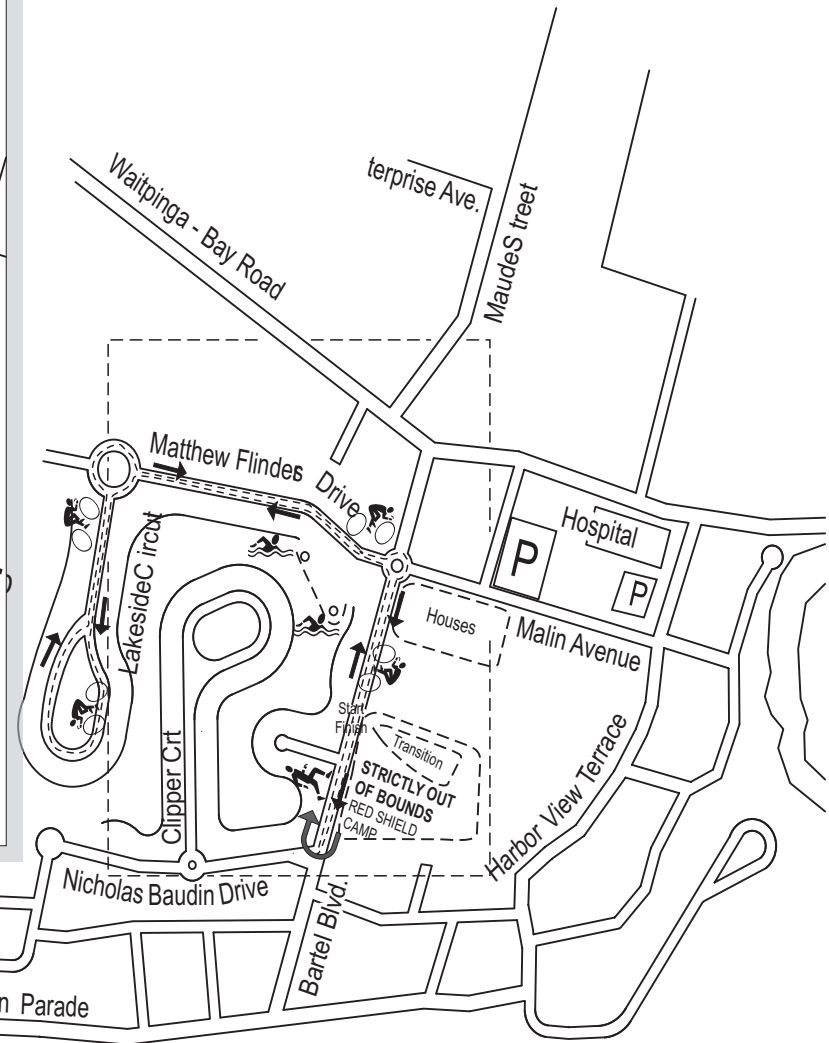 Waitpinga - Bay Road
terprise Ave.
MaudeS treet
Matthew Flindes Drive
Hospital
P
P
LakesideC ircut
Houses
Malin Avenue
Start
Finish
Transition
STRICTLY OUT
OF BOUNDS
RED SHIELD
CAMP
Clipper Crt
Harbor View Terrace
Nicholas Baudin Drive
Bartel Blvd.
n Parade